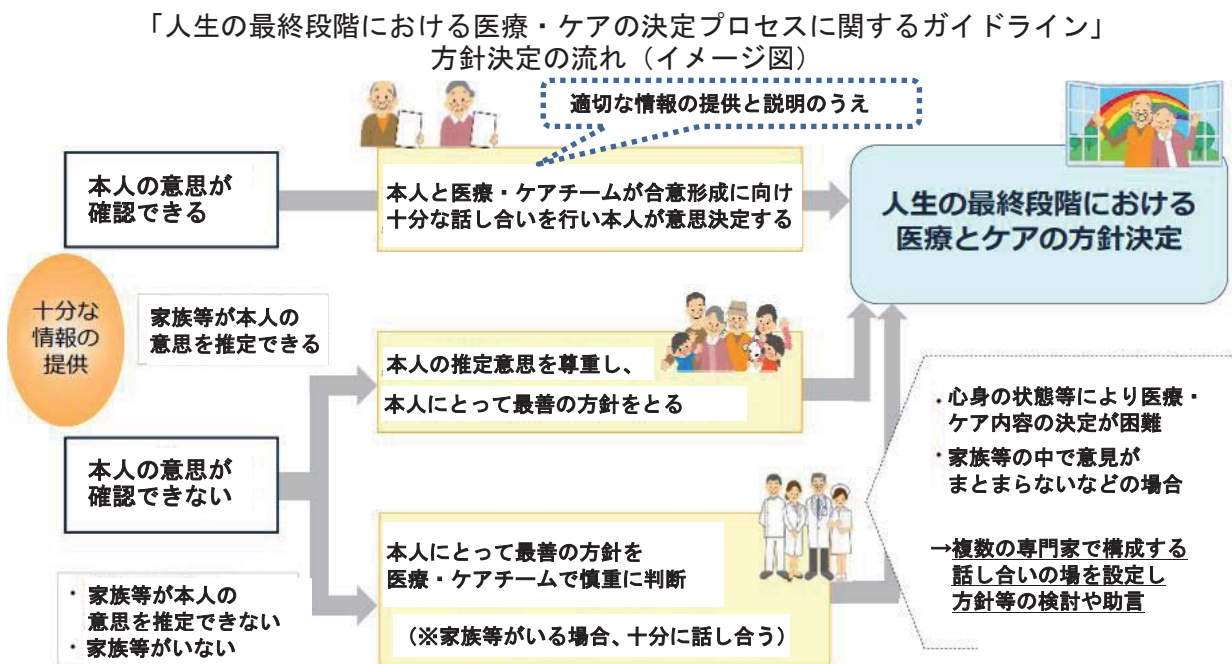 「人生の最終段階における医療・ケアの決定プロセスに関するガイドライン」
方針決定の流れ（イメージ図）
適切な情報の提供と説明のうえ
本人の意思が
確認できる
本人と医療・ケアチームが合意形成に向け
十分な話し合いを行い本人が意思決定する
人生の最終段階における
医療とケアの方針決定
十分な
情報の
提供
家族等が本人の
意思を推定できる
本人の推定意思を尊重し、
本人にとって最善の方針をとる
本人の意思が
確認できない
・家族等が本人の
意思を推定できない
・家族等がいない
本人にとって最善の方針を
医療・ケアチームで慎重に判断
（※家族等がいる場合、十分に話し合う）
・心身の状態等により医療・
ケア内容の決定が困難
・家族等の中で意見が
まとまらないなどの場合
→複数の専門家で構成する
話し合いの場を設定し
方針等の検討や助言